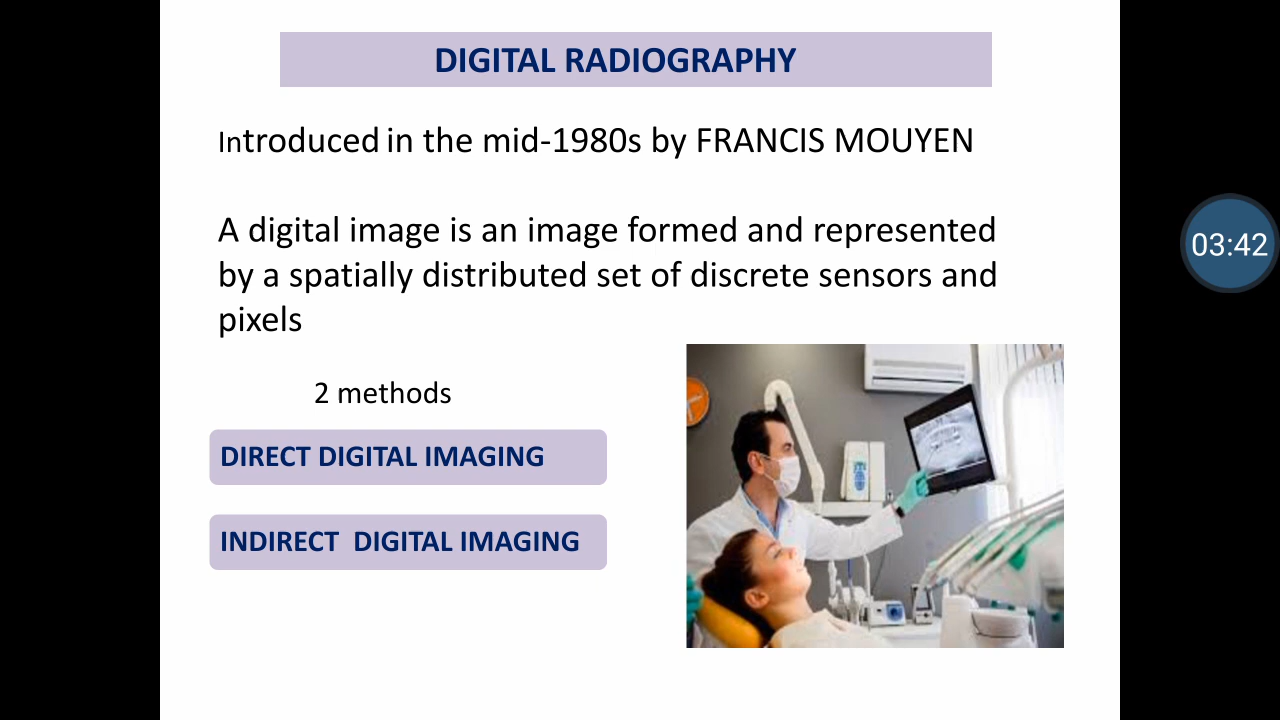 DIGITAL RADIOGRAPHY
Introduced in the mid-1980s by FRANCIS MOUYEN
A digital image is an image formed and represented
by a spatially distributed set of discrete sensors and
pixels
2 methods
DIRECT DIGITAL IMAGING
INDIRECT DIGITAL IMAGING
03:42